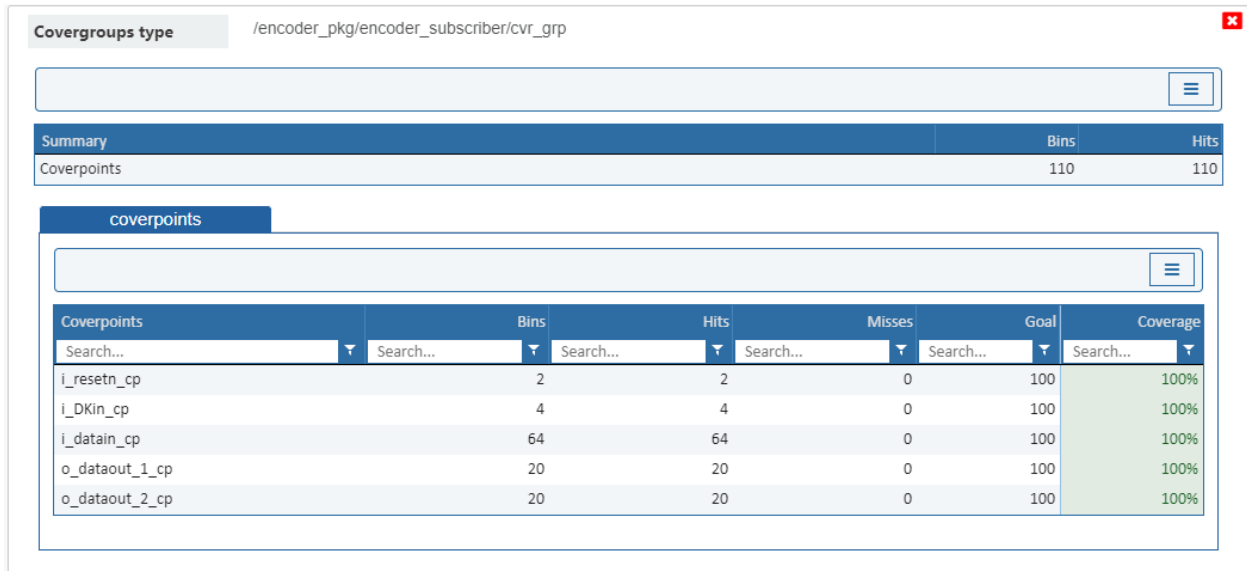 Covergroups type /encoder_pkg/encoder_subscriber/cvr_grp
Summary Bins Hits
Coverpoints 110 110
coverpoints
Coverpoints Bins Hits Misses Goal Coverage
Search... Search... Search... Search... Search... Search...
i_resetn_cp 2 2 0 100 100%
i_DKin_cp 4 4 0 100 100%
i_datain_cp 64 64 0 100 100%
o_dataout_1_cp 20 20 0 100 100%
o_dataout_2_cp 20 20 0 100 100%